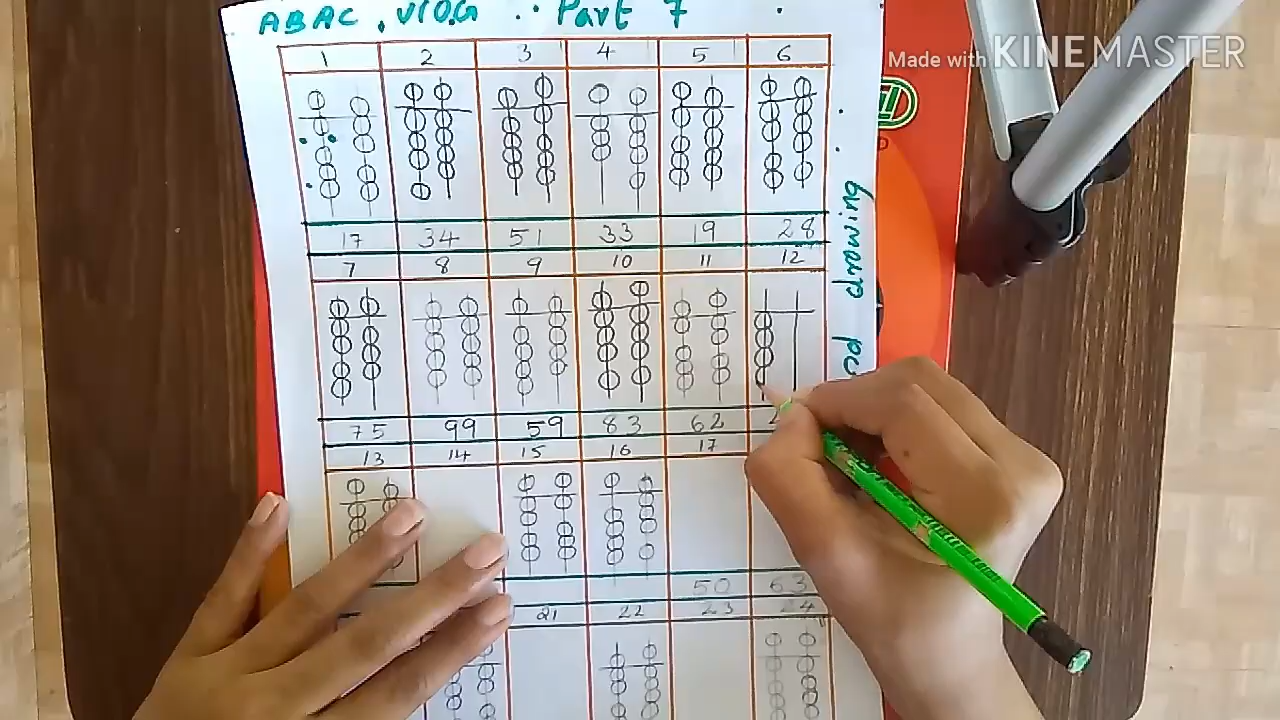 ABAC . VLOG . . Part 7
Made with KINEMASTER
1 2 3 4 5 6
17 34 51 33 19 28
7 8 9 10 11 12
75 99 59 83 62
13 14 15 16 17
50 63
21 22 23 24
drowing